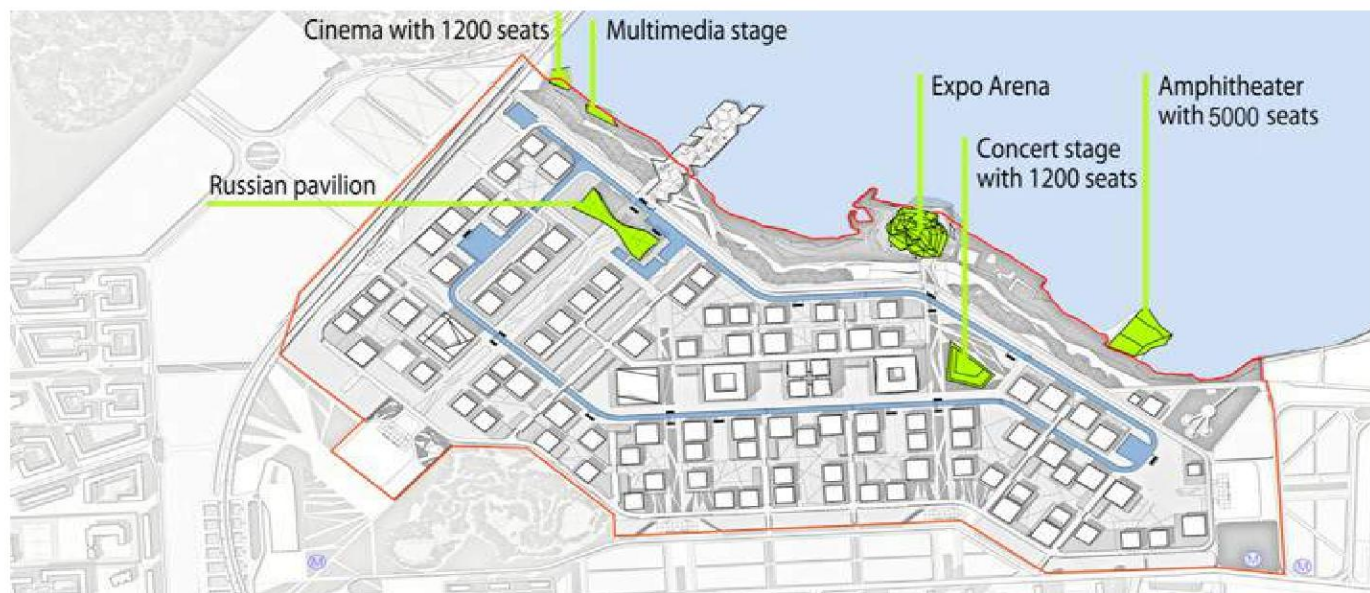 Cinema with 1200 seats
Multimedia stage
Expo Arena
Amphitheater
with 5000 seats
Concert stage
with 1200 seats
Russian pavilion
M
M
M